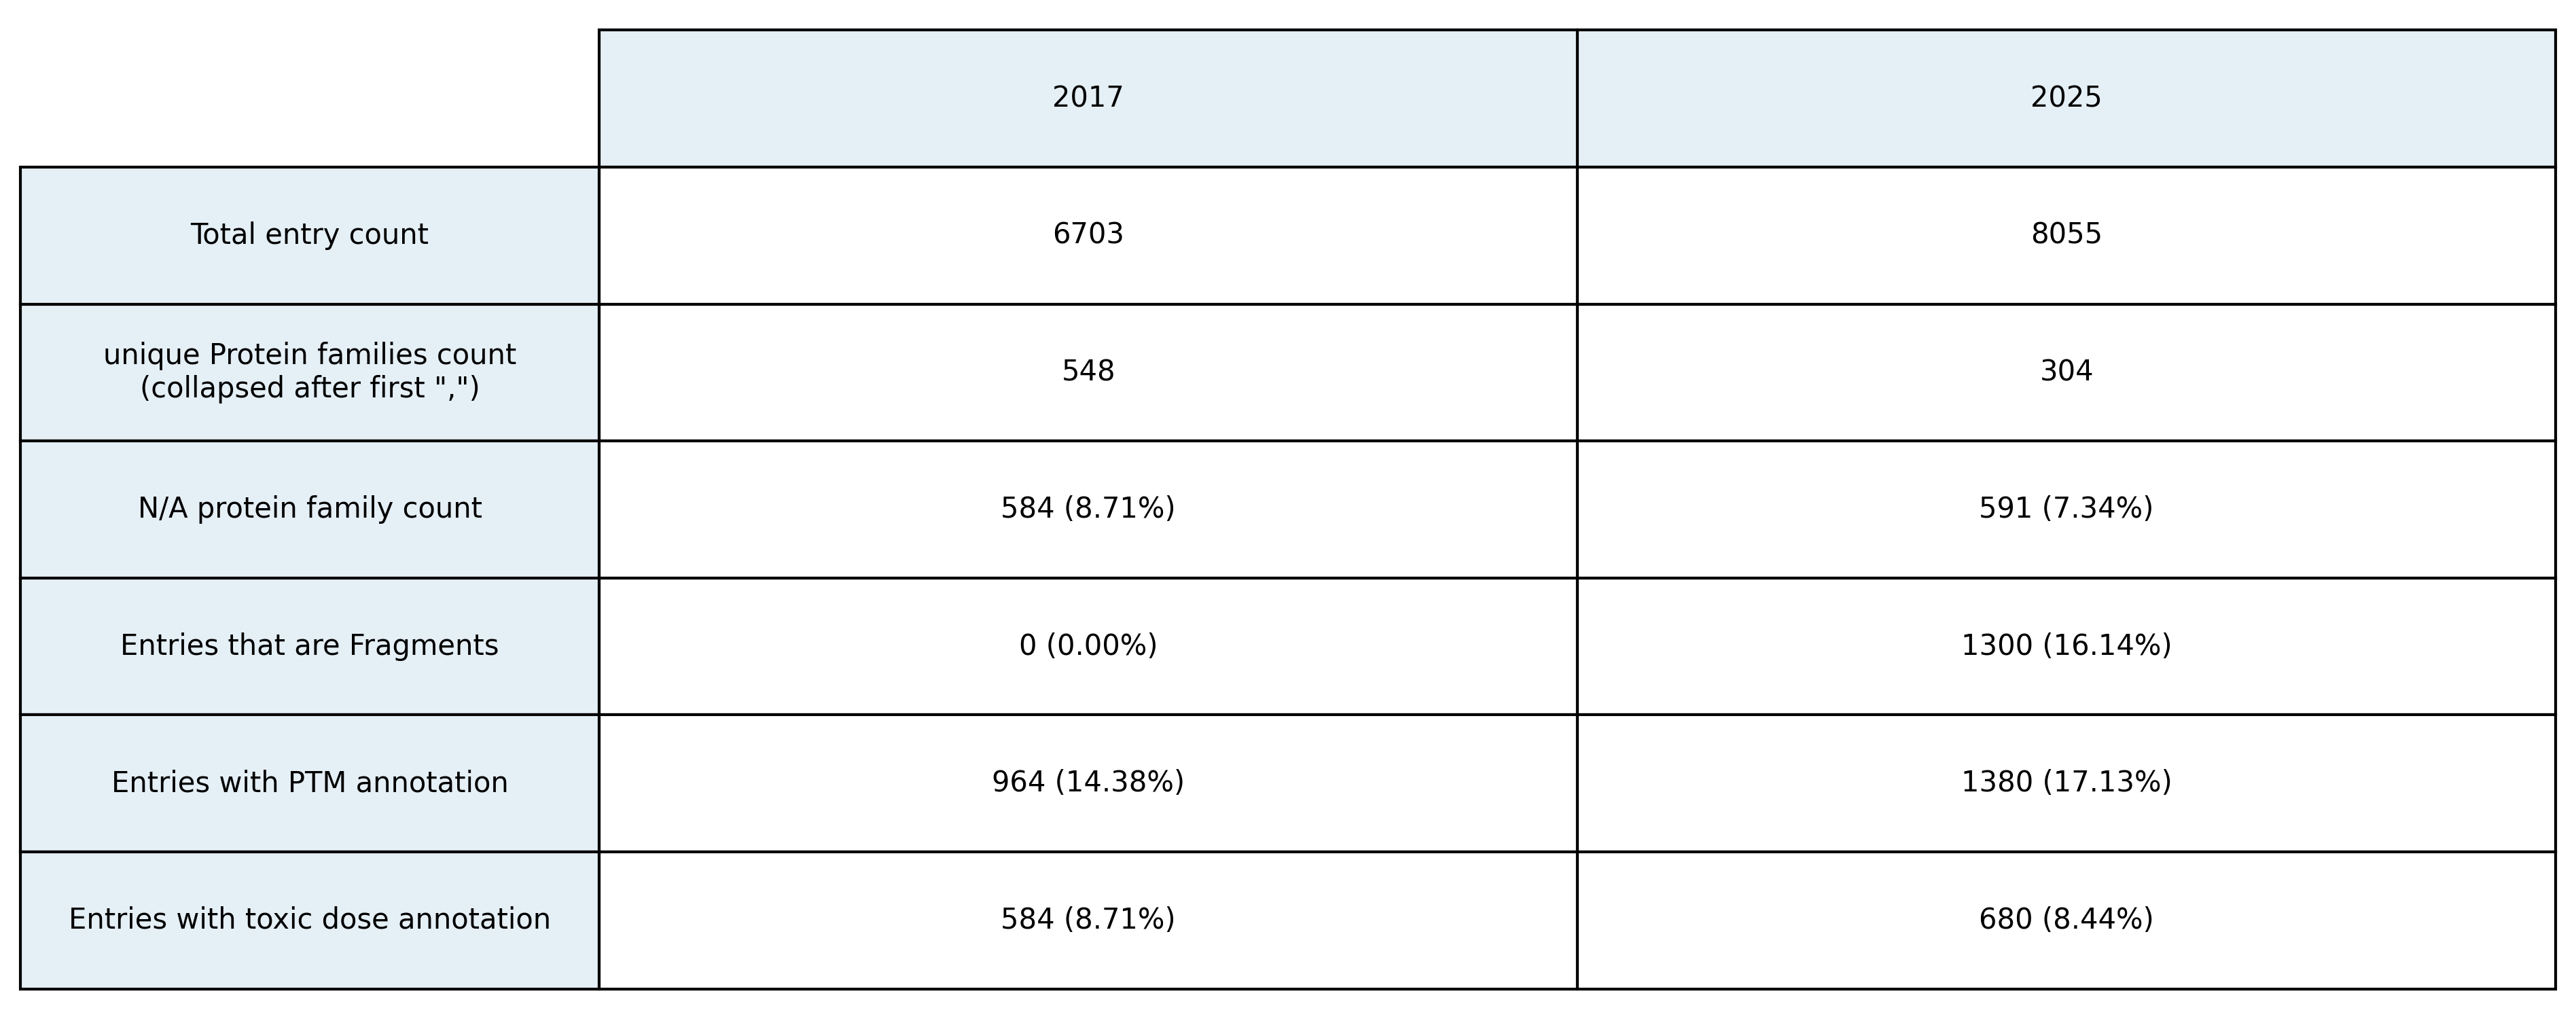 2017 2025
Total entry count 6703 8055
unique Protein families count
(collapsed after first ",") 548 304
N/A protein family count 584 (8.71%) 591 (7.34%)
Entries that are Fragments 0 (0.00%) 1300 (16.14%)
Entries with PTM annotation 964 (14.38%) 1380 (17.13%)
Entries with toxic dose annotation 584 (8.71%) 680 (8.44%)